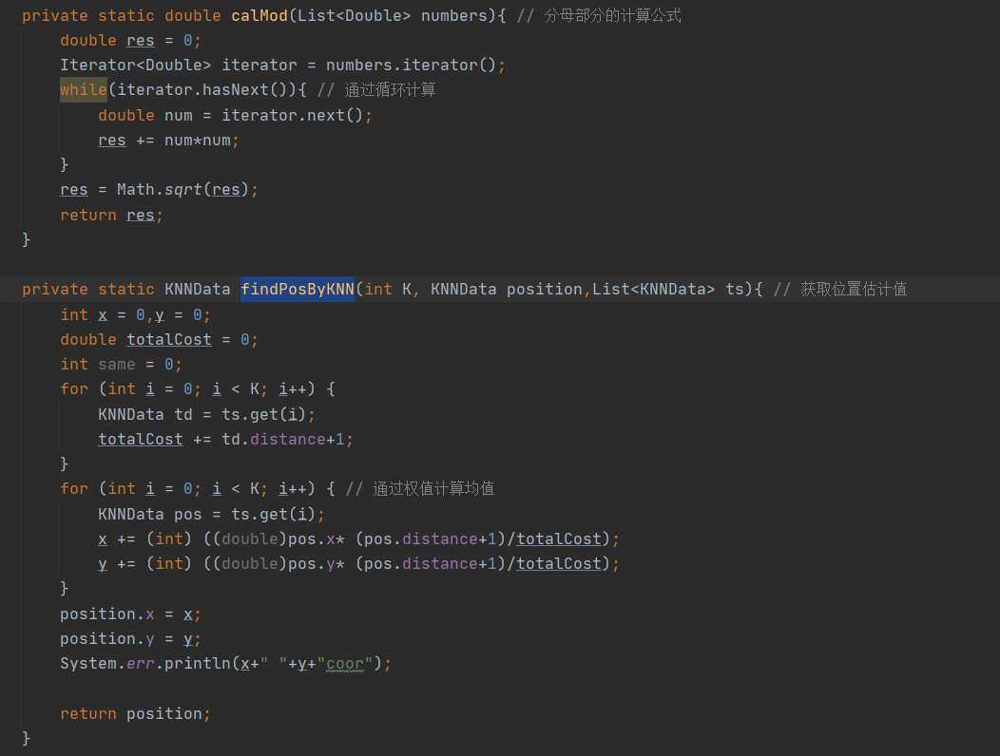 private static double calMod(List<Double> numbers){ // 分母部分的计算公式
    double res = 0;
    Iterator<Double> iterator = numbers.iterator();
    while(iterator.hasNext()){ // 通过循环计算
        double num = iterator.next();
        res += num*num;
    }
    res = Math.sqrt(res);
    return res;
}
private static KNNData findPosByKNN(int K, KNNData position,List<KNNData> ts){ // 获取位置估计值
    int x = 0,y = 0;
    double totalCost = 0;
    int same = 0;
    for (int i = 0; i < K; i++) {
        KNNData td = ts.get(i);
        totalCost += td.distance+1;
    }
    for (int i = 0; i < K; i++) { // 通过权值计算均值
        KNNData pos = ts.get(i);
        x += (int) ((double)pos.x* (pos.distance+1)/totalCost);
        y += (int) ((double)pos.y* (pos.distance+1)/totalCost);
    }
    position.x = x;
    position.y = y;
    System.err.println(x+" "+y+"coor");
    return position;
}